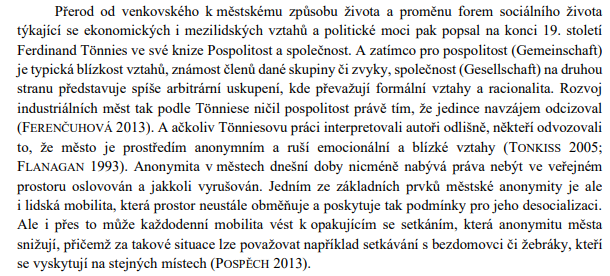 Přerod od venkovského k městskému způsobu života a proměnu forem sociálního života
týkající se ekonomických i mezilidských vztahů a politické moci pak popsal na konci 19. století
Ferdinand Tönnies ve své knize Pospolitost a společnost. A zatímco pro pospolitost (Gemeinschaft)
je typická blízkost vztahů, známost členů dané skupiny či zvyky, společnost (Gesellschaft) na druhou
stranu představuje spíše arbitrární uskupení, kde převažují formální vztahy a racionalita. Rozvoj
industriálních měst tak podle Tönniese ničil pospolitost právě tím, že jedince navzájem odcizoval
(FERENČUHOVÁ 2013). A ačkoliv Tönniesovu práci interpretovali autoři odlišně, někteří odvozovali
to, že město je prostředím anonymním a ruší emocionální a blízké vztahy (TONKISS 2005;
FLANAGAN 1993). Anonymita v městech dnešní doby nicméně nabývá práva nebýt ve veřejném
prostoru oslovován a jakkoli vyrušován. Jedním ze základních prvků městské anonymity je ale
i lidská mobilita, která prostor neustále obměňuje a poskytuje tak podmínky pro jeho desocializaci.
Ale i přes to může každodenní mobilita vést k opakujícím se setkáním, která anonymitu města
snižují, přičemž za takové situace lze považovat například setkávání s bezdomovci či žebráky, kteří
se vyskytují na stejných místech (POSPĚCH 2013).